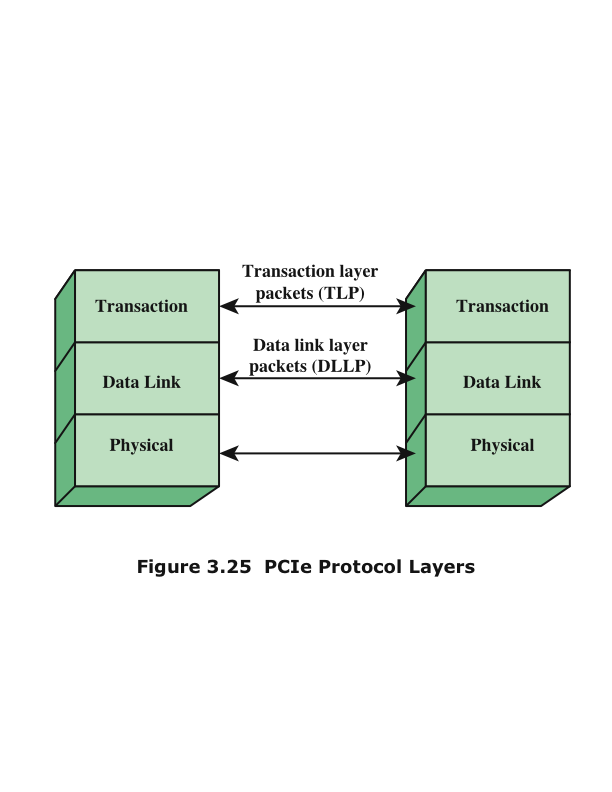 Transaction layer
packets (TLP)
Transaction
Transaction
Data link layer
packets (DLLP)
Data Link
Data Link
Physical
Physical
Figure 3.25  PCIe Protocol Layers